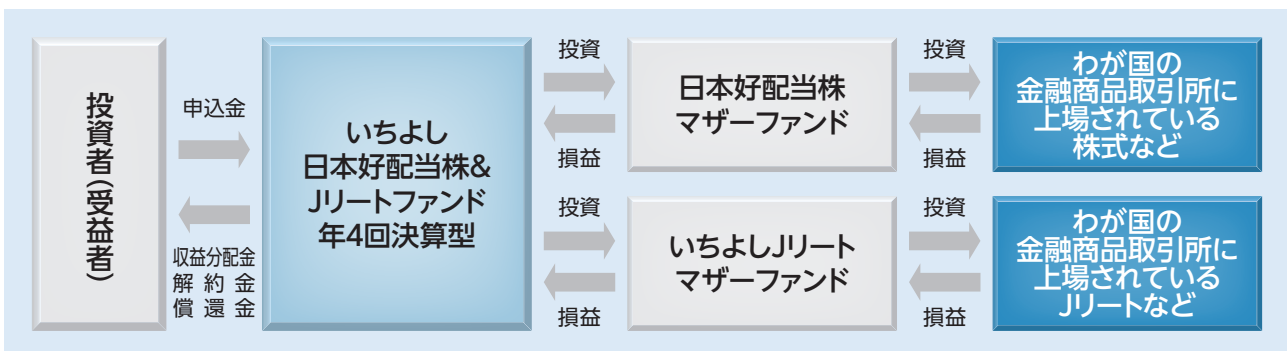 投資者(受益者)
申込金
収益分配金
解約金
償還金
いちよし
日本好配当株&
Jリートファンド
年4回決算型
投資
損益
日本好配当株
マザーファンド
投資
損益
わが国の
金融商品取引所に
上場されている
株式など
投資
損益
いちよしJリート
マザーファンド
投資
損益
わが国の
金融商品取引所に
上場されている
Jリートなど